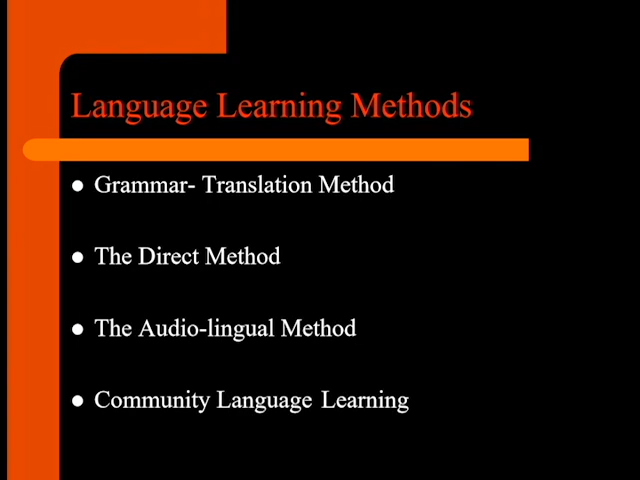 Language Learning Methods
Grammar- Translation Method
The Direct Method
The Audio-lingual Method
Community Language Learning